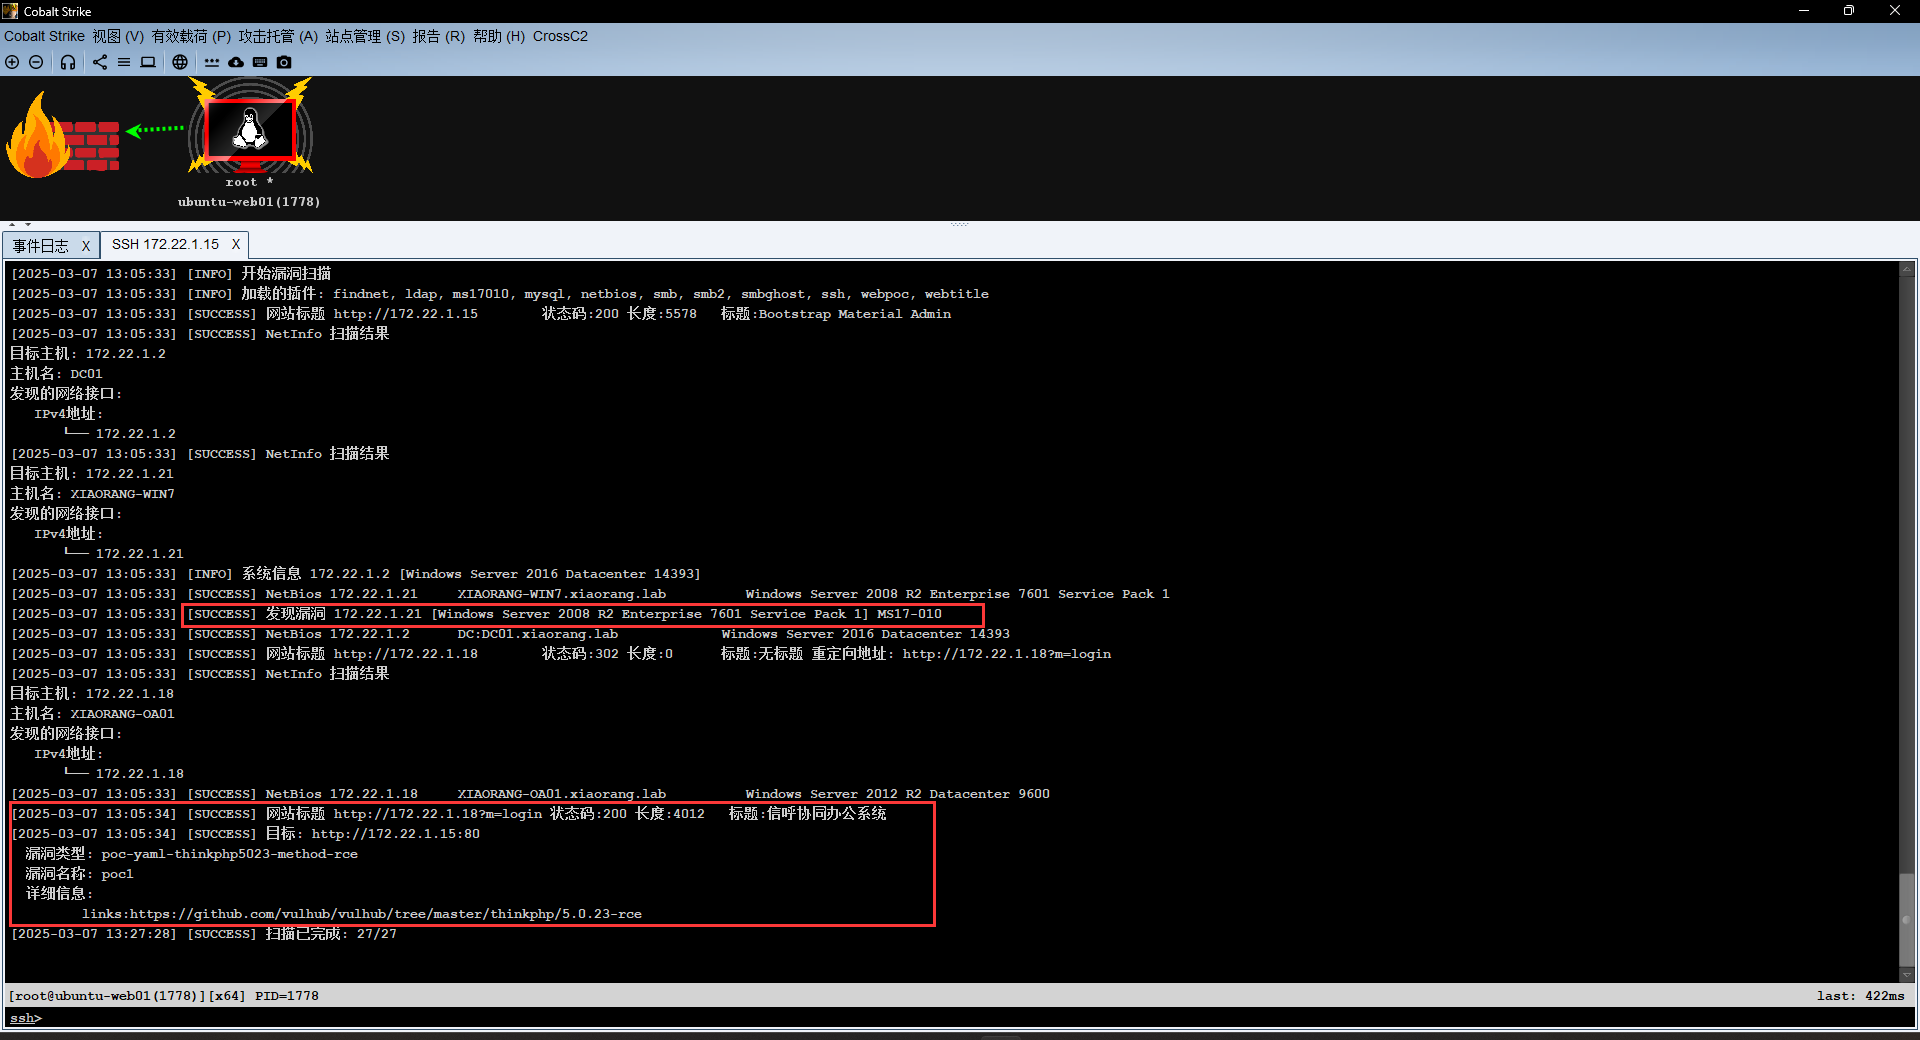 Cobalt Strike
Cobalt Strike 视图 (V) 有效载荷 (P) 攻击托管 (A) 站点管理 (S) 报告 (R) 帮助 (H) CrossC2
root *
ubuntu-web01(1778)
事件日志 X SSH 172.22.1.15 X
[2025-03-07 13:05:33] [INFO] 开始漏洞扫描
[2025-03-07 13:05:33] [INFO] 加载的插件: findnet, ldap, ms17010, mysql, netbios, smb, smb2, smbghost, ssh, webpoc, webtitle
[2025-03-07 13:05:33] [SUCCESS] 网站标题 http://172.22.1.15 状态码:200 长度:5578 标题:Bootstrap Material Admin
[2025-03-07 13:05:33] [SUCCESS] NetInfo 扫描结果
目标主机: 172.22.1.2
主机名: DC01
发现的网络接口:
IPv4地址:
└── 172.22.1.2
[2025-03-07 13:05:33] [SUCCESS] NetInfo 扫描结果
目标主机: 172.22.1.21
主机名: XIAORANG-WIN7
发现的网络接口:
IPv4地址:
└── 172.22.1.21
[2025-03-07 13:05:33] [INFO] 系统信息 172.22.1.2 [Windows Server 2016 Datacenter 14393]
[2025-03-07 13:05:33] [SUCCESS] NetBios 172.22.1.21 XIAORANG-WIN7.xiaorang.lab Windows Server 2008 R2 Enterprise 7601 Service Pack 1
[2025-03-07 13:05:33] [SUCCESS] 发现漏洞 172.22.1.21 [Windows Server 2008 R2 Enterprise 7601 Service Pack 1] MS17-010
[2025-03-07 13:05:33] [SUCCESS] NetBios 172.22.1.2 DC:DC01.xiaorang.lab Windows Server 2016 Datacenter 14393
[2025-03-07 13:05:33] [SUCCESS] 网站标题 http://172.22.1.18 状态码:302 长度:0 标题:无标题 重定向地址: http://172.22.1.18?m=login
[2025-03-07 13:05:33] [SUCCESS] NetInfo 扫描结果
目标主机: 172.22.1.18
主机名: XIAORANG-OA01
发现的网络接口:
IPv4地址:
└── 172.22.1.18
[2025-03-07 13:05:33] [SUCCESS] NetBios 172.22.1.18 XIAORANG-OA01.xiaorang.lab Windows Server 2012 R2 Datacenter 9600
[2025-03-07 13:05:34] [SUCCESS] 网站标题 http://172.22.1.18?m=login 状态码:200 长度:4012 标题:信呼协同办公系统
[2025-03-07 13:05:34] [SUCCESS] 目标: http://172.22.1.15:80
漏洞类型: poc-yaml-thinkphp5023-method-rce
漏洞名称: poc1
详细信息:
links:https://github.com/vulhub/vulhub/tree/master/thinkphp/5.0.23-rce
[2025-03-07 13:27:28] [SUCCESS] 扫描已完成: 27/27
[root@ubuntu-web01(1778)][x64] PID=1778 last: 422ms
ssh>